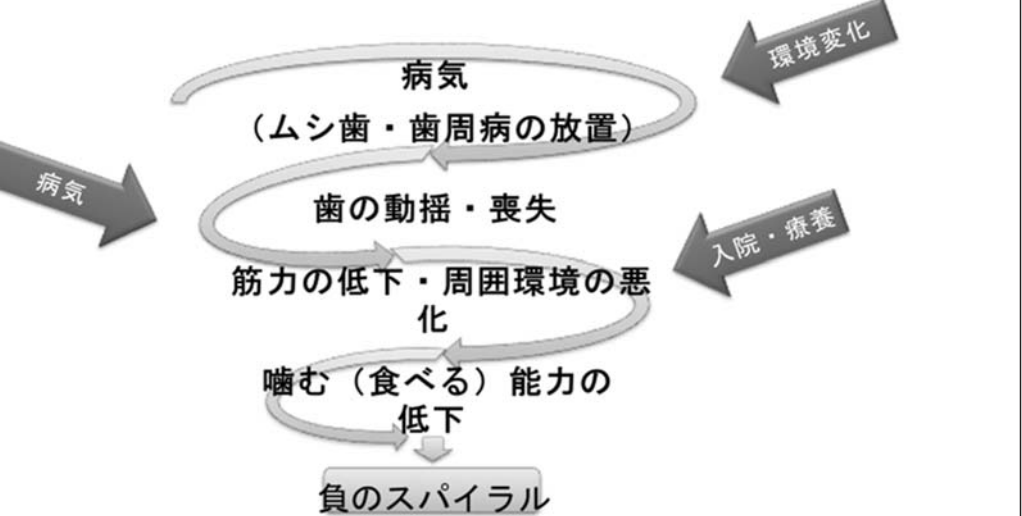 環境変化
病気
（ムシ歯・歯周病の放置）
病気
歯の動揺・喪失
入院・療養
筋力の低下・周囲環境の悪
化
噛む（食べる）能力の
低下
負のスパイラル